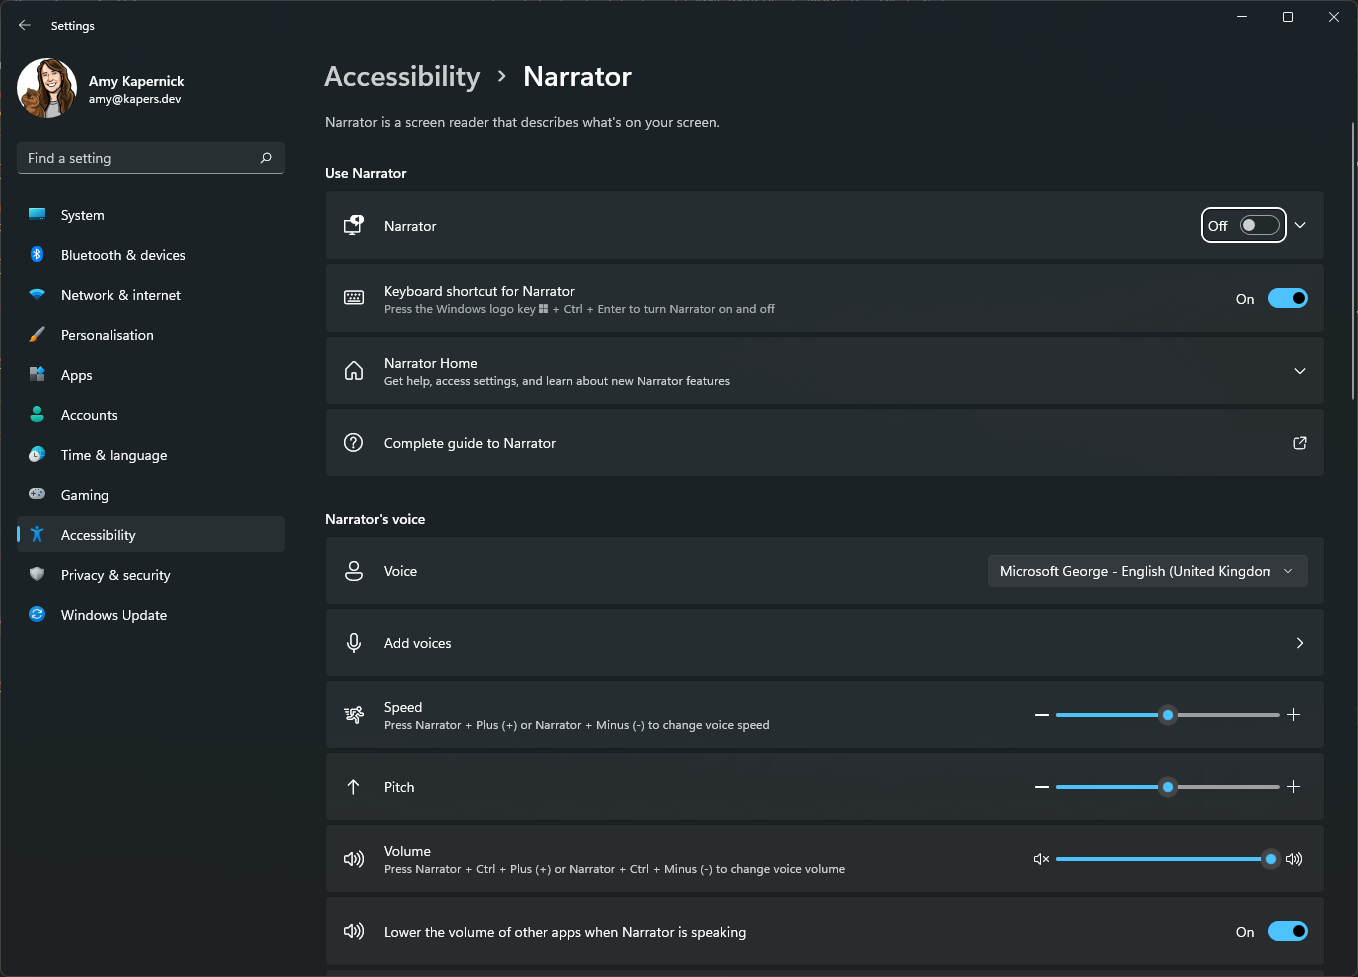 Settings
Amy Kapernick
amy@kapers.dev
Find a setting
System
Bluetooth & devices
Network & internet
Personalisation
Apps
Accounts
Time & language
Gaming
Accessibility
Privacy & security
Windows Update
Accessibility > Narrator
Narrator is a screen reader that describes what's on your screen.
Use Narrator
Narrator
Off
Keyboard shortcut for Narrator
Press the Windows logo key + Ctrl + Enter to turn Narrator on and off
On
Narrator Home
Get help, access settings, and learn about new Narrator features
Complete guide to Narrator
Narrator's voice
Voice
Microsoft George - English (United Kingdom
Add voices
Speed
Press Narrator + Plus (+) or Narrator + Minus (-) to change voice speed
Pitch
Volume
Press Narrator + Ctrl + Plus (+) or Narrator + Ctrl + Minus (-) to change voice volume
Lower the volume of other apps when Narrator is speaking
On